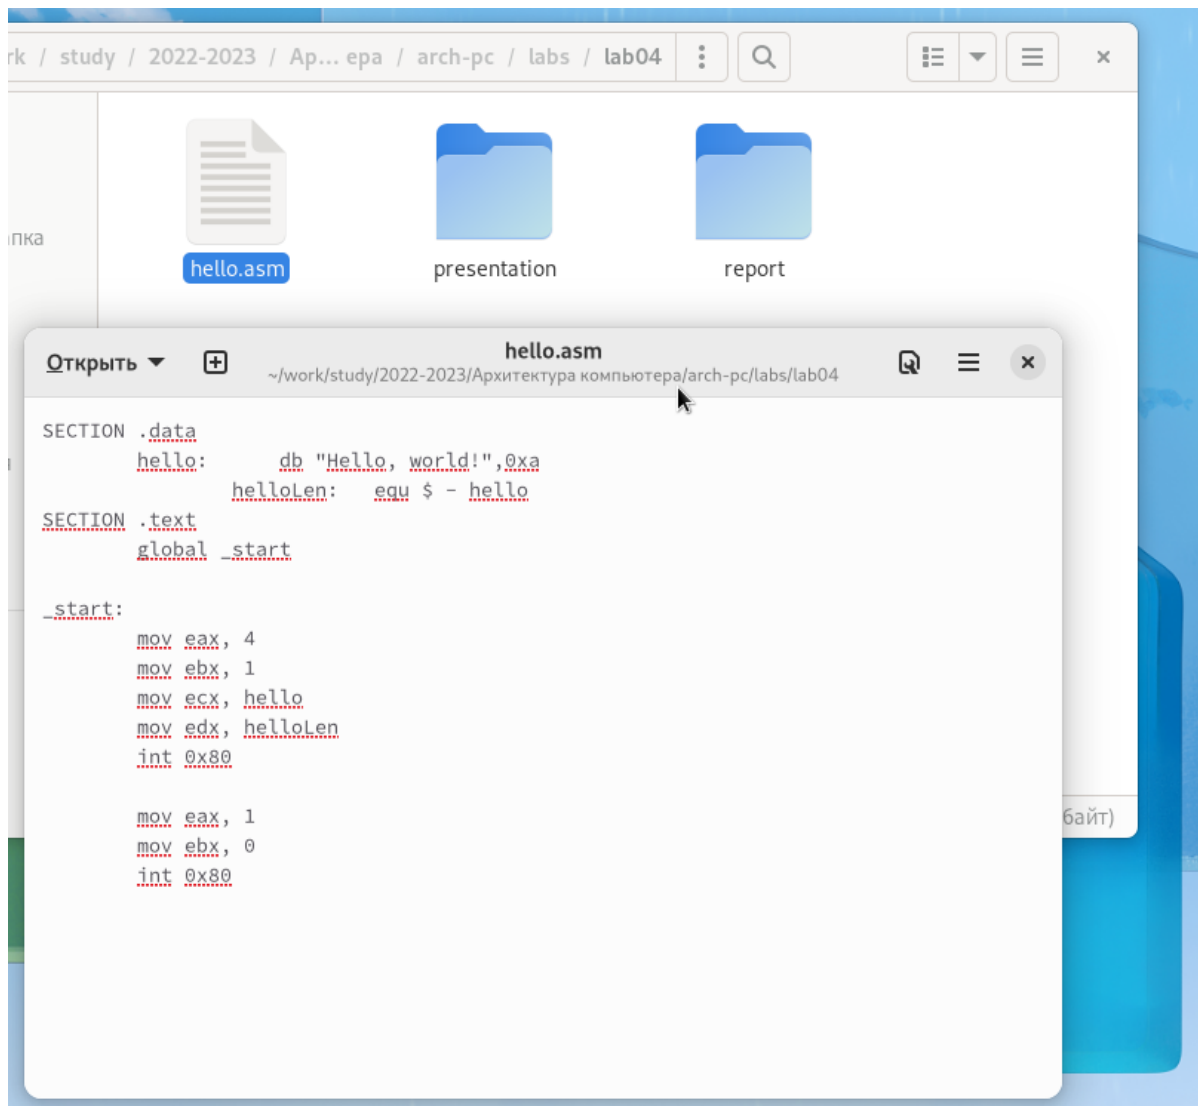 rk / study / 2022-2023 / Ар... ера / arch-pc / labs / lab04
апка
hello.asm
presentation
report
Открыть
hello.asm
~/work/study/2022-2023/Архитектура компьютера/arch-pc/labs/lab04
SECTION .data
hello: db "Hello, world!",0xa
helloLen: equ $ - hello
SECTION .text
global _start
_start:
mov eax, 4
mov ebx, 1
mov ecx, hello
mov edx, helloLen
int 0x80
mov eax, 1
mov ebx, 0
int 0x80
байт)